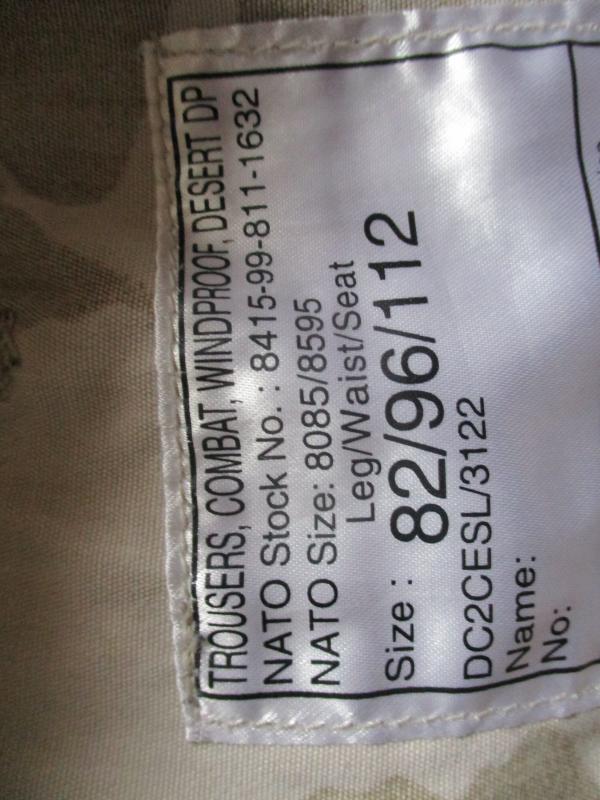 TROUSERS, COMBAT, WINDPROOF, DESERT DP
NATO Stock No. : 8415-99-811-1632
NATO Size: 8085/8595
Leg/Waist/Seat
Size : 82/96/112
DC2CESL/3122
Name:
No: